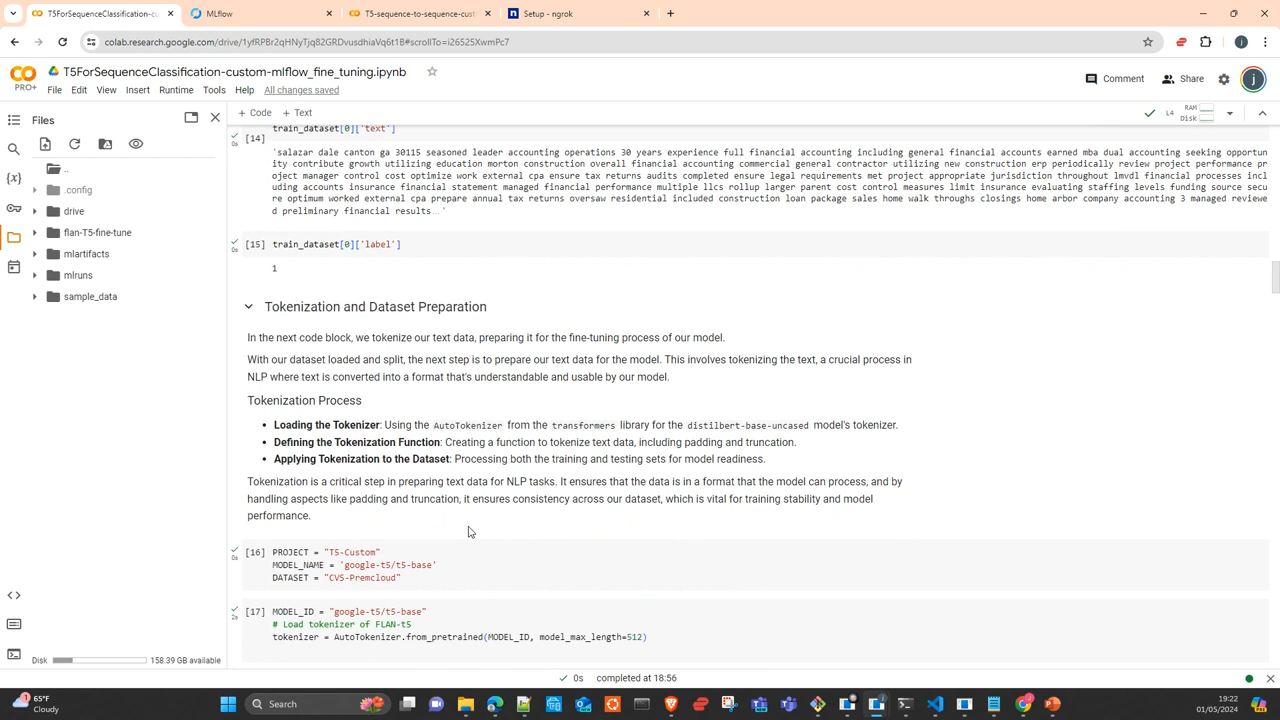 T5ForSequenceClassification-cu
MLflow
T5-sequence-to-sequence-cust
Setup - ngrok
colab.research.google.com/drive/1yfRPBr2qHNyTjq82GRDvusdhiaVq6t1B#scrollTo=i26525XwmPc7
T5ForSequenceClassification-custom-mlflow_fine_tuning.ipynb
PRO+
File Edit View Insert Runtime Tools Help All changes saved
Comment
Share
Files
+ Code + Text
L4
RAM
Disk
..
.config
drive
flan-T5-fine-tune
mlartifacts
mlruns
sample_data
train_dataset[0]['text']
[14]
'salazar dale canton ga 30115 seasoned leader accounting operations 30 years experience full financial accounting including general financial accounts earned mba dual accounting seeking opportun
ity contribute growth utilizing education morton construction overall financial accounting commercial general contractor utilizing new construction erp periodically review project performance pr
oject manager control cost optimize work external cpa ensure tax returns audits completed ensure legal requirements met project appropriate jurisdiction throughout lmvdl financial processes incl
uding accounts insurance financial statement managed financial performance multiple llcs rollup larger parent cost control measures limit insurance evaluating staffing levels funding source secu
re optimum worked external cpa prepare annual tax returns oversaw residential included construction loan package sales home walk throughs closings home arbor company accounting 3 managed reviewe
d preliminary financial results…'
[15] train_dataset[0]['label']
1
Tokenization and Dataset Preparation
In the next code block, we tokenize our text data, preparing it for the fine-tuning process of our model.
With our dataset loaded and split, the next step is to prepare our text data for the model. This involves tokenizing the text, a crucial process in
NLP where text is converted into a format that's understandable and usable by our model.
Tokenization Process
• Loading the Tokenizer: Using the AutoTokenizer from the transformers library for the distilbert-base-uncased model's tokenizer.
• Defining the Tokenization Function: Creating a function to tokenize text data, including padding and truncation.
• Applying Tokenization to the Dataset: Processing both the training and testing sets for model readiness.
Tokenization is a critical step in preparing text data for NLP tasks. It ensures that the data is in a format that the model can process, and by
handling aspects like padding and truncation, it ensures consistency across our dataset, which is vital for training stability and model
performance.
[16] PROJECT = "T5-Custom"
MODEL_NAME = 'google-t5/t5-base'
DATASET = "CVS-Premcloud"
[17] MODEL_ID = "google-t5/t5-base"
# Load tokenizer of FLAN-t5
tokenizer = AutoTokenizer.from_pretrained(MODEL_ID, model_max_length=512)
Disk 158.39 GB available
0s completed at 18:56
65°F
Cloudy
Search
19:22
01/05/2024